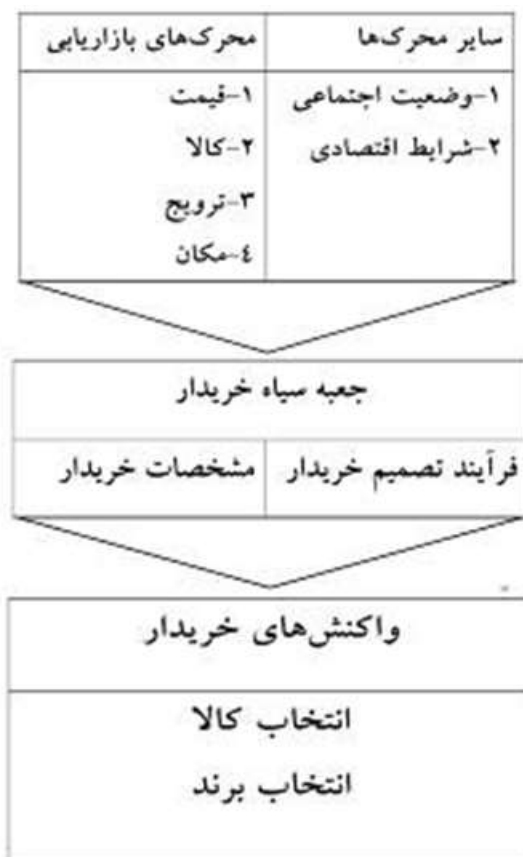 سایر محرک‌ها
۱-وضعیت اجتماعی
۲-شرایط اقتصادی
محرک‌های بازاریابی
۱-قیمت
۲-کالا
۳-ترویج
٤-مکان
جعبه سیاه خریدار
فرآیند تصمیم خریدار
مشخصات خریدار
واکنش‌های خریدار
انتخاب کالا
انتخاب برند